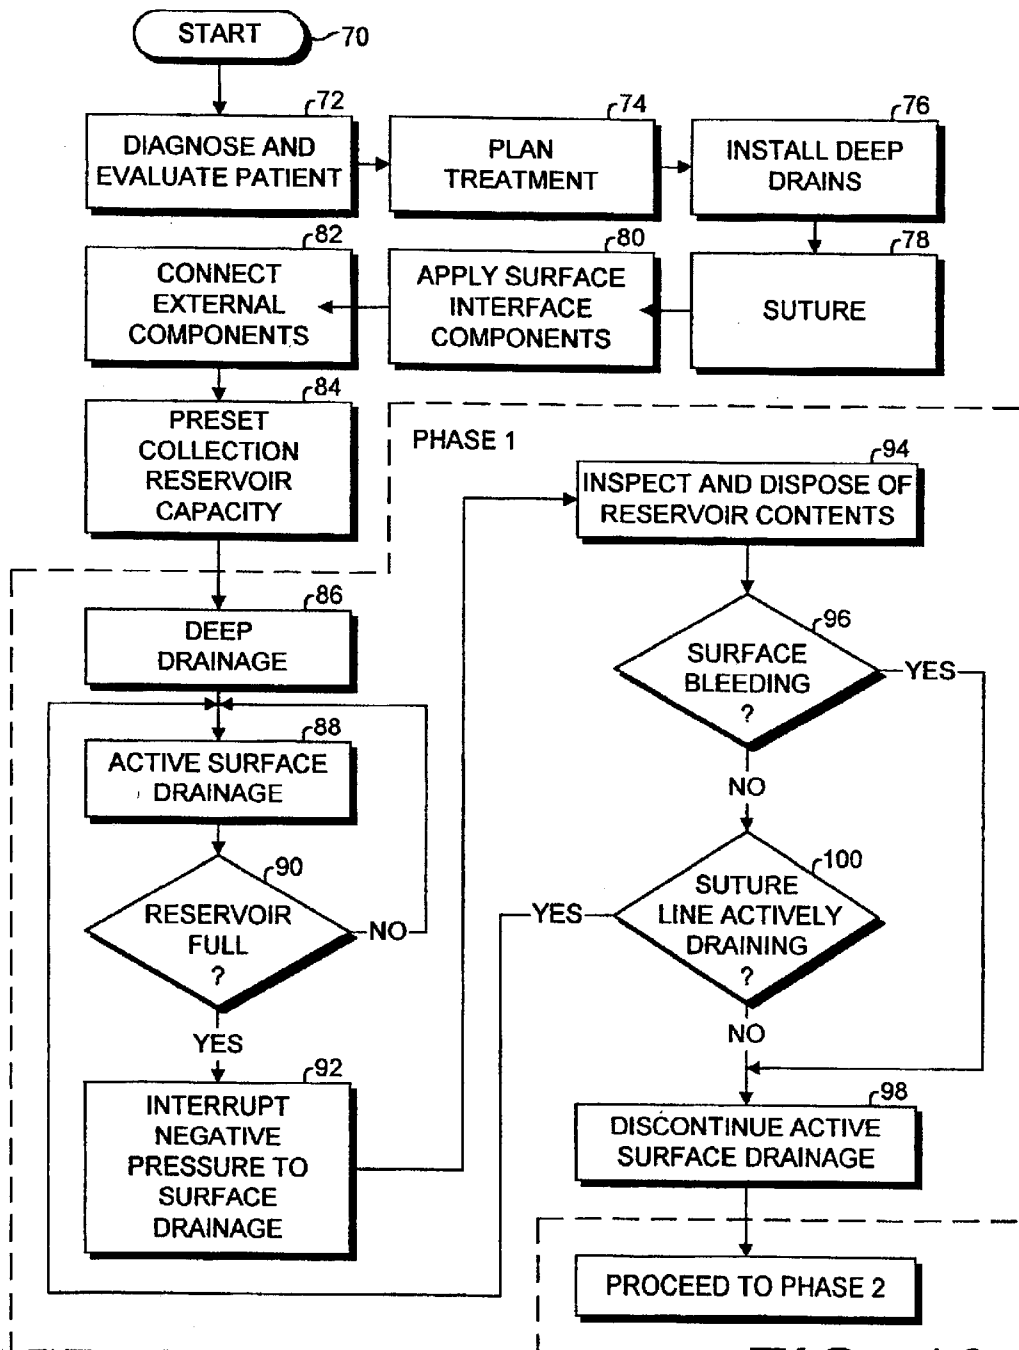 START
70
72
DIAGNOSE AND
EVALUATE PATIENT
74
PLAN
TREATMENT
76
INSTALL DEEP
DRAINS
82
CONNECT
EXTERNAL
COMPONENTS
80
APPLY SURFACE
INTERFACE
COMPONENTS
78
SUTURE
84
PRESET
COLLECTION
RESERVOIR
CAPACITY
PHASE 1
86
DEEP
DRAINAGE
88
ACTIVE SURFACE
DRAINAGE
90
RESERVOIR
FULL
?
NO
YES
92
INTERRUPT
NEGATIVE
PRESSURE TO
SURFACE
DRAINAGE
94
INSPECT AND DISPOSE OF
RESERVOIR CONTENTS
96
SURFACE
BLEEDING
?
YES
NO
100
SUTURE
LINE ACTIVELY
DRAINING
?
YES
NO
98
DISCONTINUE ACTIVE
SURFACE DRAINAGE
PROCEED TO PHASE 2